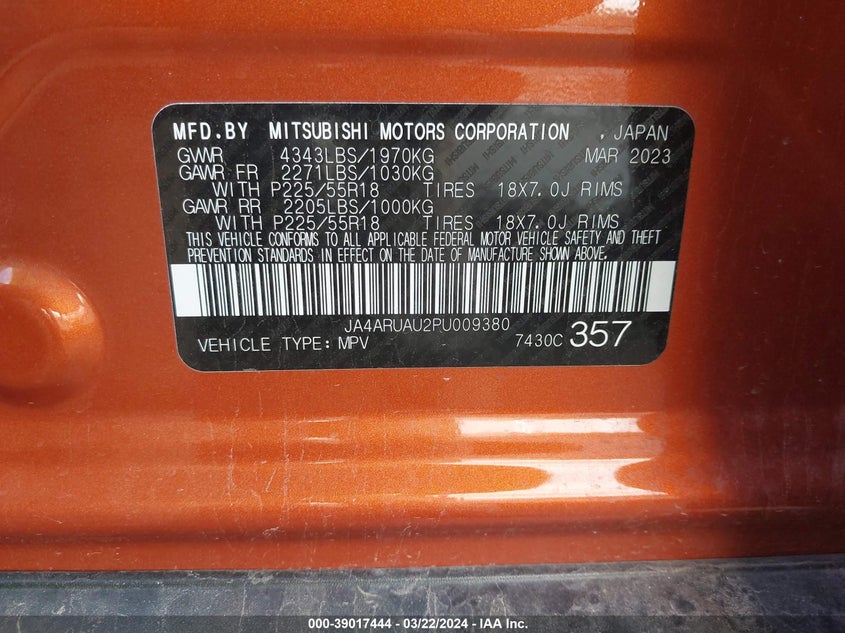 MFD.BY MITSUBISHI MOTORS CORPORATION , JAPAN
GVWR 4343LBS/1970KG MAR 2023
GAWR FR 2271LBS/1030KG
WITH P225/55R18 TIRES 18X7.0J RIMS
GAWR RR 2205LBS/1000KG
WITH P225/55R18 TIRES 18X7.0J RIMS
THIS VEHICLE CONFORMS TO ALL APPLICABLE FEDERAL MOTOR VEHICLE SAFETY AND THEFT
PREVENTION STANDARDS IN EFFECT ON THE DATE OF MANUFACTURE SHOWN ABOVE.
JA4ARUAU2PU009380
VEHICLE TYPE: MPV 7430C 357
000-39017444 - 03/22/2024 - IAA Inc.